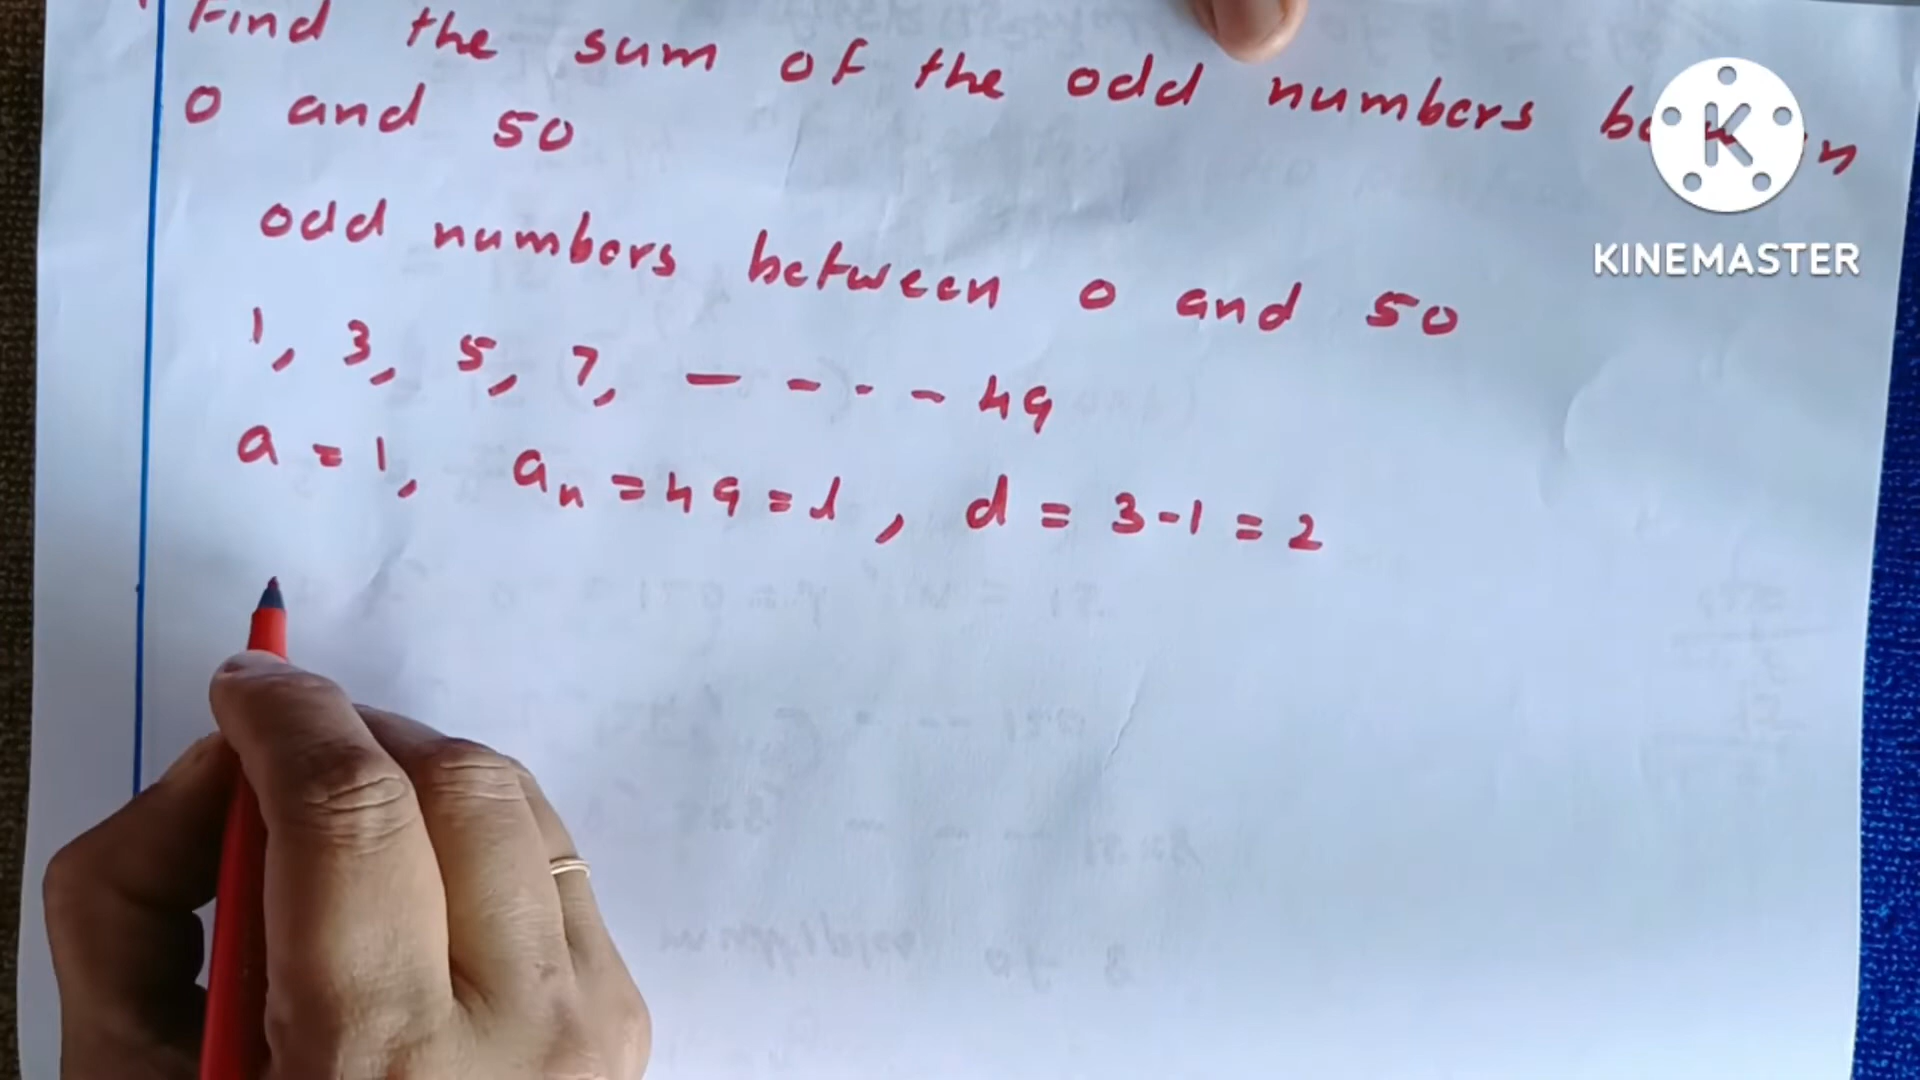 Find the sum of the odd numbers
0 and 50
odd numbers between 0 and 50
1, 3, 5, 7, - - - - 49
a = 1, an = 49 = l, d = 3-1 = 2
K
KINEMASTER